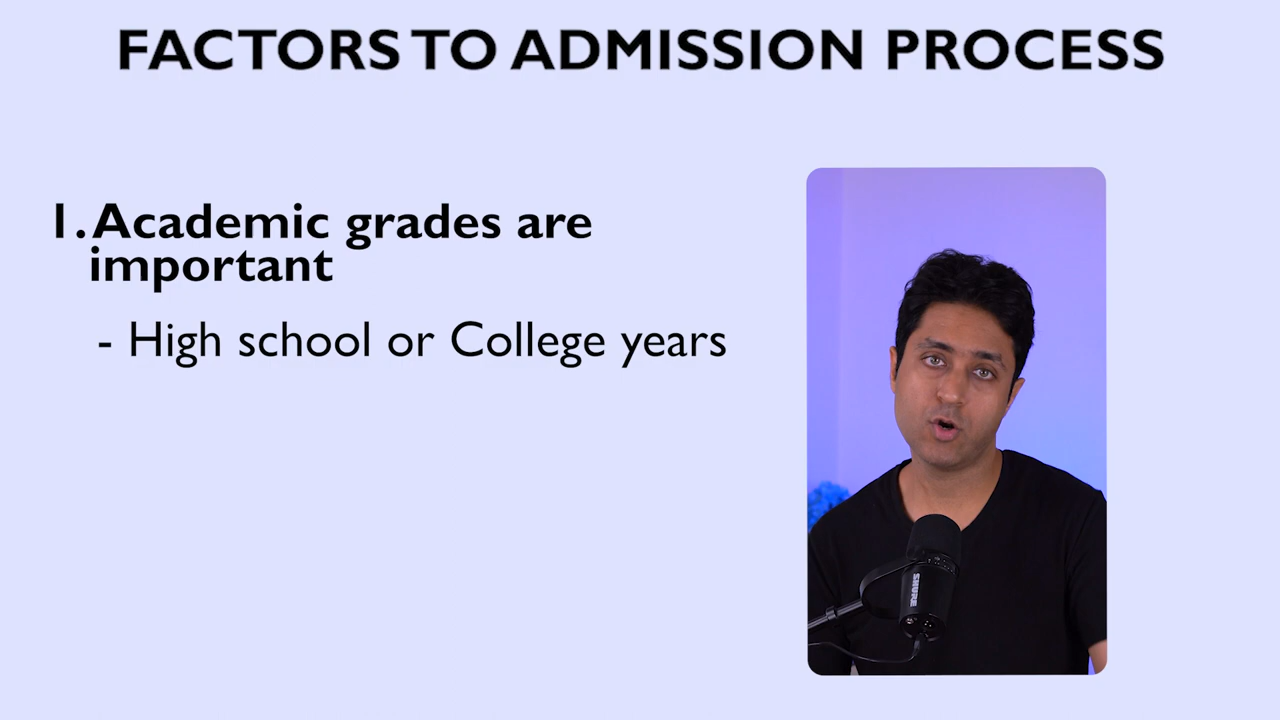 FACTORS TO ADMISSION PROCESS
1. Academic grades are
important
- High school or College years
SHURE